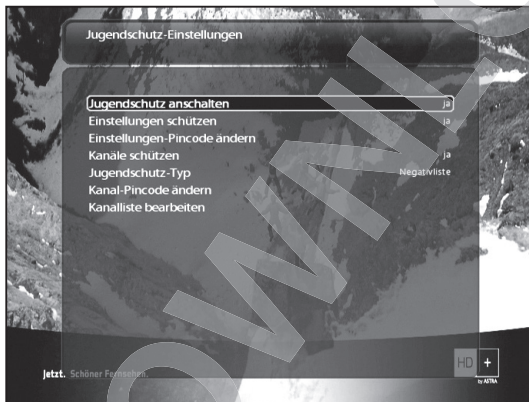 Jugendschutz-Einstellungen
Jugendschutz anschalten ja
Einstellungen schützen ja
Einstellungen-Pincode ändern
Kanäle schützen ja
Jugendschutz-Typ Negativliste
Kanal-Pincode ändern
Kanalliste bearbeiten
Jetzt. Schöner Fernsehen.
HD +
by ASTRA